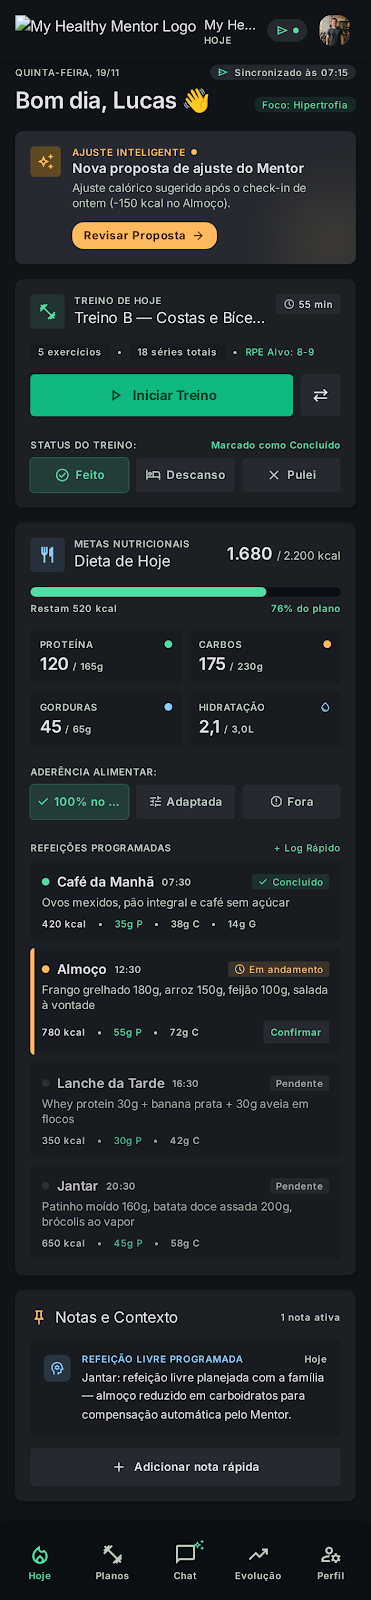 My Healthy Mentor Logo
My He...
HOJE
QUINTA-FEIRA, 19/11
Sincronizado às 07:15
Bom dia, Lucas 👋
Foco: Hipertrofia
AJUSTE INTELIGENTE
Nova proposta de ajuste do Mentor
Ajuste calórico sugerido após o check-in de
ontem (-150 kcal no Almoço).
Revisar Proposta →
TREINO DE HOJE
Treino B — Costas e Bíce...
55 min
5 exercícios • 18 séries totais • RPE Alvo: 8-9
Iniciar Treino
STATUS DO TREINO:
Marcado como Concluído
Feito
Descanso
Pulei
METAS NUTRICIONAIS
Dieta de Hoje
1.680 / 2.200 kcal
Restam 520 kcal
76% do plano
PROTEÍNA
120 / 165g
CARBOS
175 / 230g
GORDURAS
45 / 65g
HIDRATAÇÃO
2,1 / 3,0L
ADERÊNCIA ALIMENTAR:
100% no ...
Adaptada
Fora
REFEIÇÕES PROGRAMADAS
+ Log Rápido
Café da Manhã 07:30
Concluído
Ovos mexidos, pão integral e café sem açúcar
420 kcal • 35g P • 38g C • 14g G
Almoço 12:30
Em andamento
Frango grelhado 180g, arroz 150g, feijão 100g, salada
à vontade
780 kcal • 55g P • 72g C
Confirmar
Lanche da Tarde 16:30
Pendente
Whey protein 30g + banana prata + 30g aveia em
flocos
350 kcal • 30g P • 42g C
Jantar 20:30
Pendente
Patinho moído 160g, batata doce assada 200g,
brócolis ao vapor
650 kcal • 45g P • 58g C
Notas e Contexto
1 nota ativa
REFEIÇÃO LIVRE PROGRAMADA
Hoje
Jantar: refeição livre planejada com a família
— almoço reduzido em carboidratos para
compensação automática pelo Mentor.
+ Adicionar nota rápida
Hoje
Planos
Chat
Evolução
Perfil